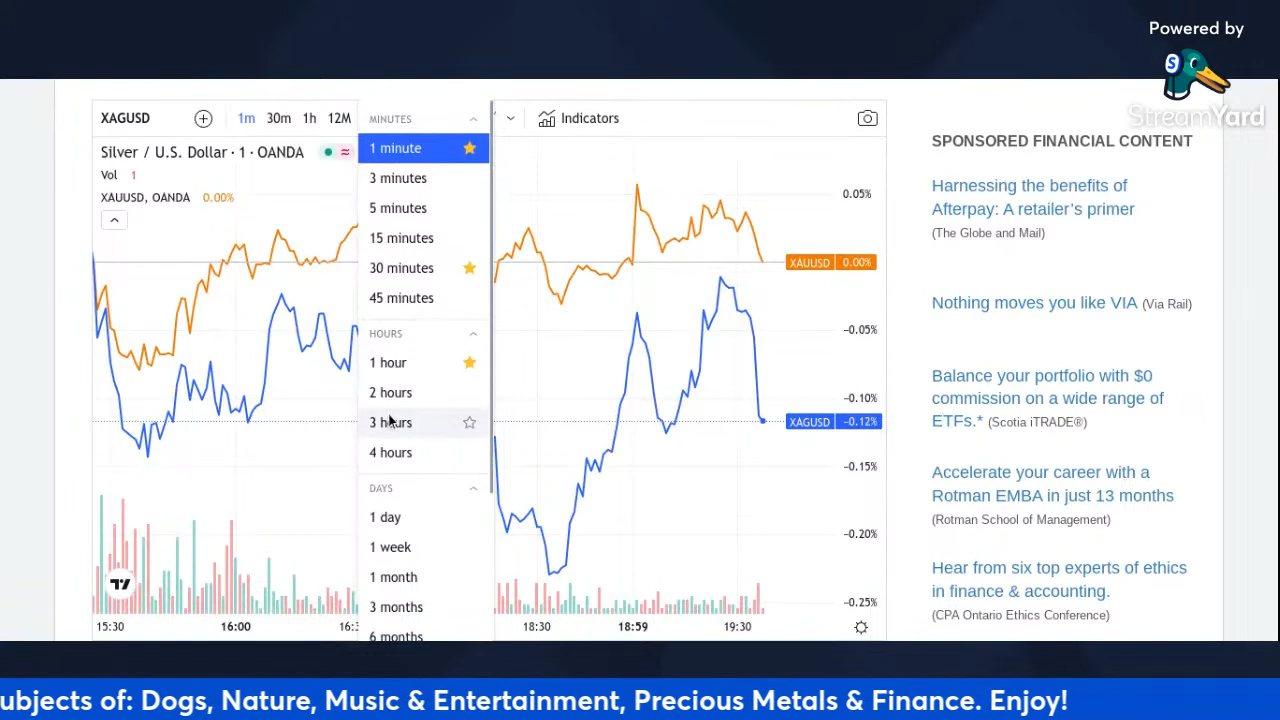 Powered by
S
StreamYard
XAGUSD
1m 30m 1h 12M
Indicators
Silver / U.S. Dollar · 1 · OANDA
Vol 1
XAUUSD, OANDA 0.00%
MINUTES
1 minute
3 minutes
5 minutes
15 minutes
30 minutes
45 minutes
HOURS
1 hour
2 hours
3 hours
4 hours
DAYS
1 day
1 week
1 month
3 months
6 months
0.05%
XAUUSD 0.00%
−0.05%
−0.10%
XAGUSD −0.12%
−0.15%
−0.20%
−0.25%
15:30 16:00 16:3 18:30 18:59 19:30
SPONSORED FINANCIAL CONTENT
Harnessing the benefits of
Afterpay: A retailer's primer
(The Globe and Mail)
Nothing moves you like VIA (Via Rail)
Balance your portfolio with $0
commission on a wide range of
ETFs.* (Scotia iTRADE®)
Accelerate your career with a
Rotman EMBA in just 13 months
(Rotman School of Management)
Hear from six top experts of ethics
in finance & accounting.
(CPA Ontario Ethics Conference)
ubjects of: Dogs, Nature, Music & Entertainment, Precious Metals & Finance. Enjoy!